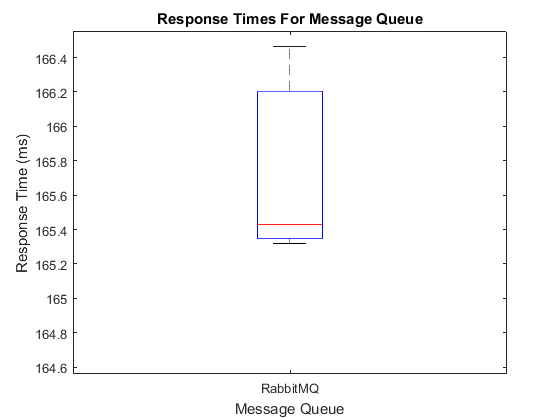 Response Times For Message Queue
Response Time (ms)
166.4
166.2
166
165.8
165.6
165.4
165.2
165
164.8
164.6
RabbitMQ
Message Queue